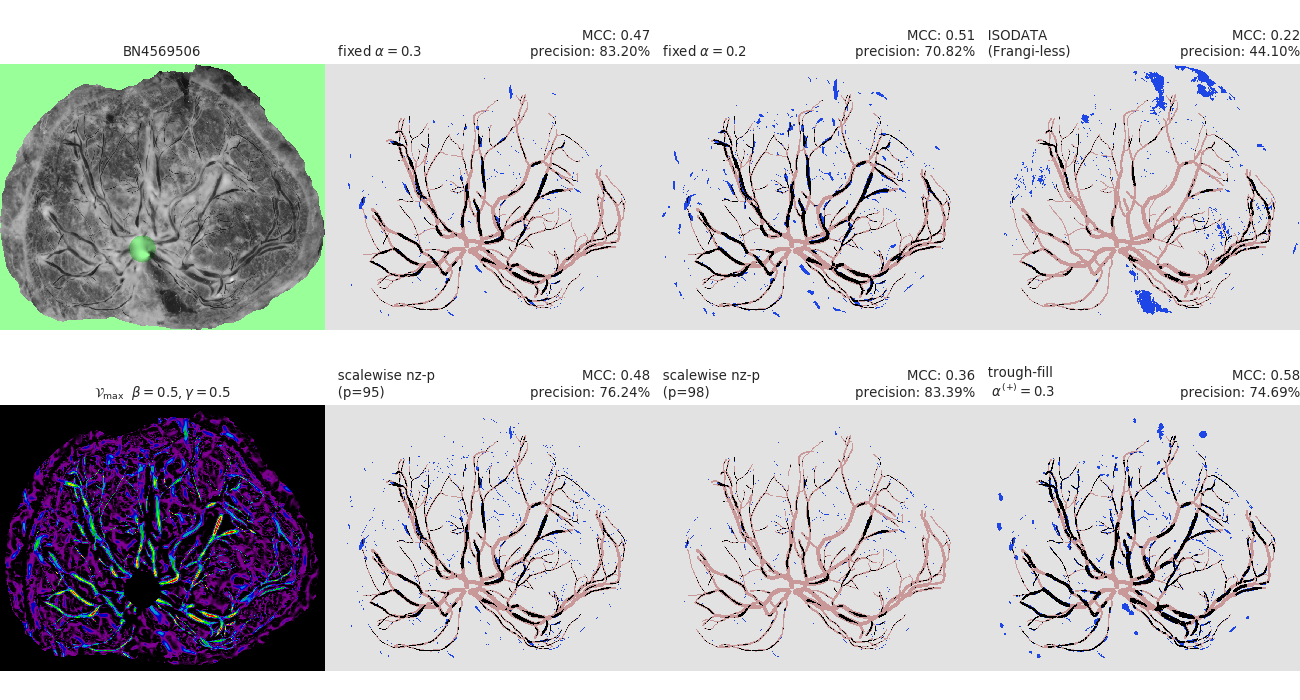 BN4569506
fixed α = 0.3
MCC: 0.47
precision: 83.20%
fixed α = 0.2
MCC: 0.51
precision: 70.82%
ISODATA
(Frangi-less)
MCC: 0.22
precision: 44.10%
𝒱max β = 0.5, γ = 0.5
scalewise nz-p
(p=95)
MCC: 0.48
precision: 76.24%
scalewise nz-p
(p=98)
MCC: 0.36
precision: 83.39%
trough-fill
α(+) = 0.3
MCC: 0.58
precision: 74.69%